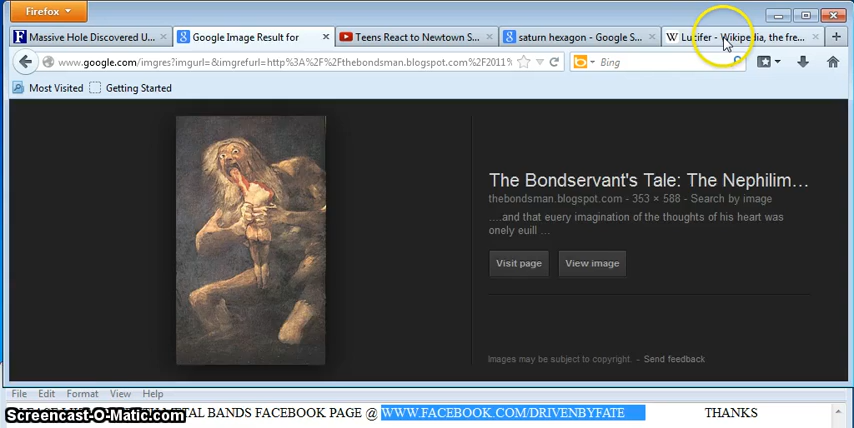 Firefox
Massive Hole Discovered U...
Google Image Result for
Teens React to Newtown S...
saturn hexagon - Google S...
Lucifer - Wikipedia, the fre...
www.google.com/imgres?imgurl=&imgrefurl=http%3A%2F%2Fthebondsman.blogspot.com%2F2011%
Bing
Most Visited
Getting Started
The Bondservant's Tale: The Nephilim...
thebondsman.blogspot.com - 353 × 588 - Search by image
....and that euery imagination of the thoughts of his heart was
onely euill ...
Visit page
View image
Images may be subject to copyright. - Send feedback
File Edit Format View Help
METAL BANDS FACEBOOK PAGE @ WWW.FACEBOOK.COM/DRIVENBYFATE THANKS
Screencast-O-Matic.com